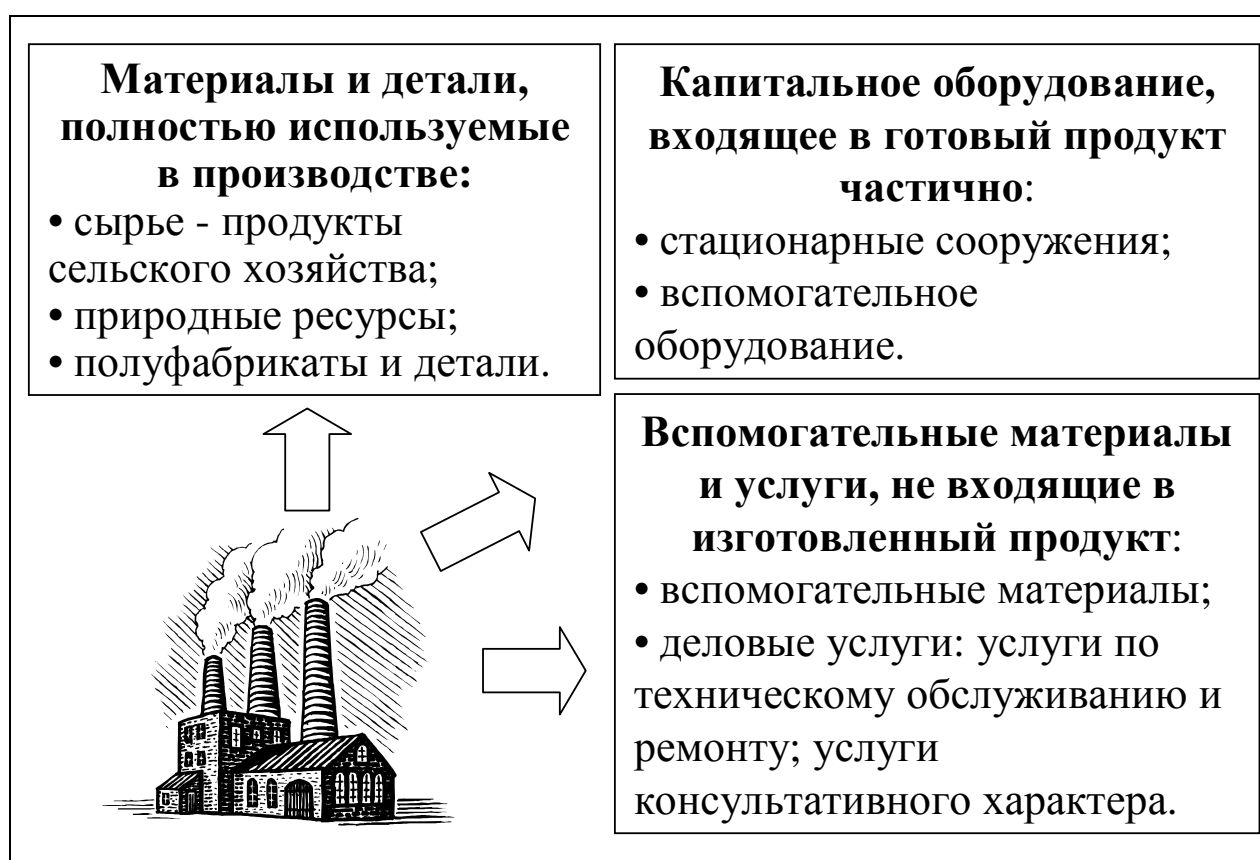 Материалы и детали,
полностью используемые
в производстве:
• сырье - продукты
сельского хозяйства;
• природные ресурсы;
• полуфабрикаты и детали.
Капитальное оборудование,
входящее в готовый продукт
частично:
• стационарные сооружения;
• вспомогательное
оборудование.
Вспомогательные материалы
и услуги, не входящие в
изготовленный продукт:
• вспомогательные материалы;
• деловые услуги: услуги по
техническому обслуживанию и
ремонту; услуги
консультативного характера.